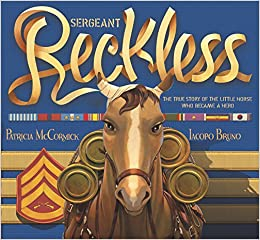 SERGEANT
Reckless
THE TRUE STORY OF THE LITTLE HORSE
WHO BECAME A HERO
PATRICIA MCCORMICK
IACOPO BRUNO